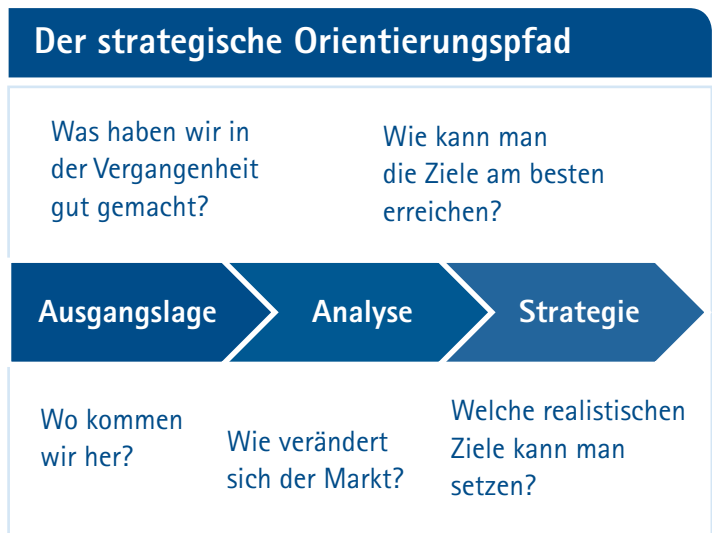 Der strategische Orientierungspfad
Was haben wir in
der Vergangenheit
gut gemacht?
Wie kann man
die Ziele am besten
erreichen?
Ausgangslage
Analyse
Strategie
Wo kommen
wir her?
Wie verändert
sich der Markt?
Welche realistischen
Ziele kann man
setzen?